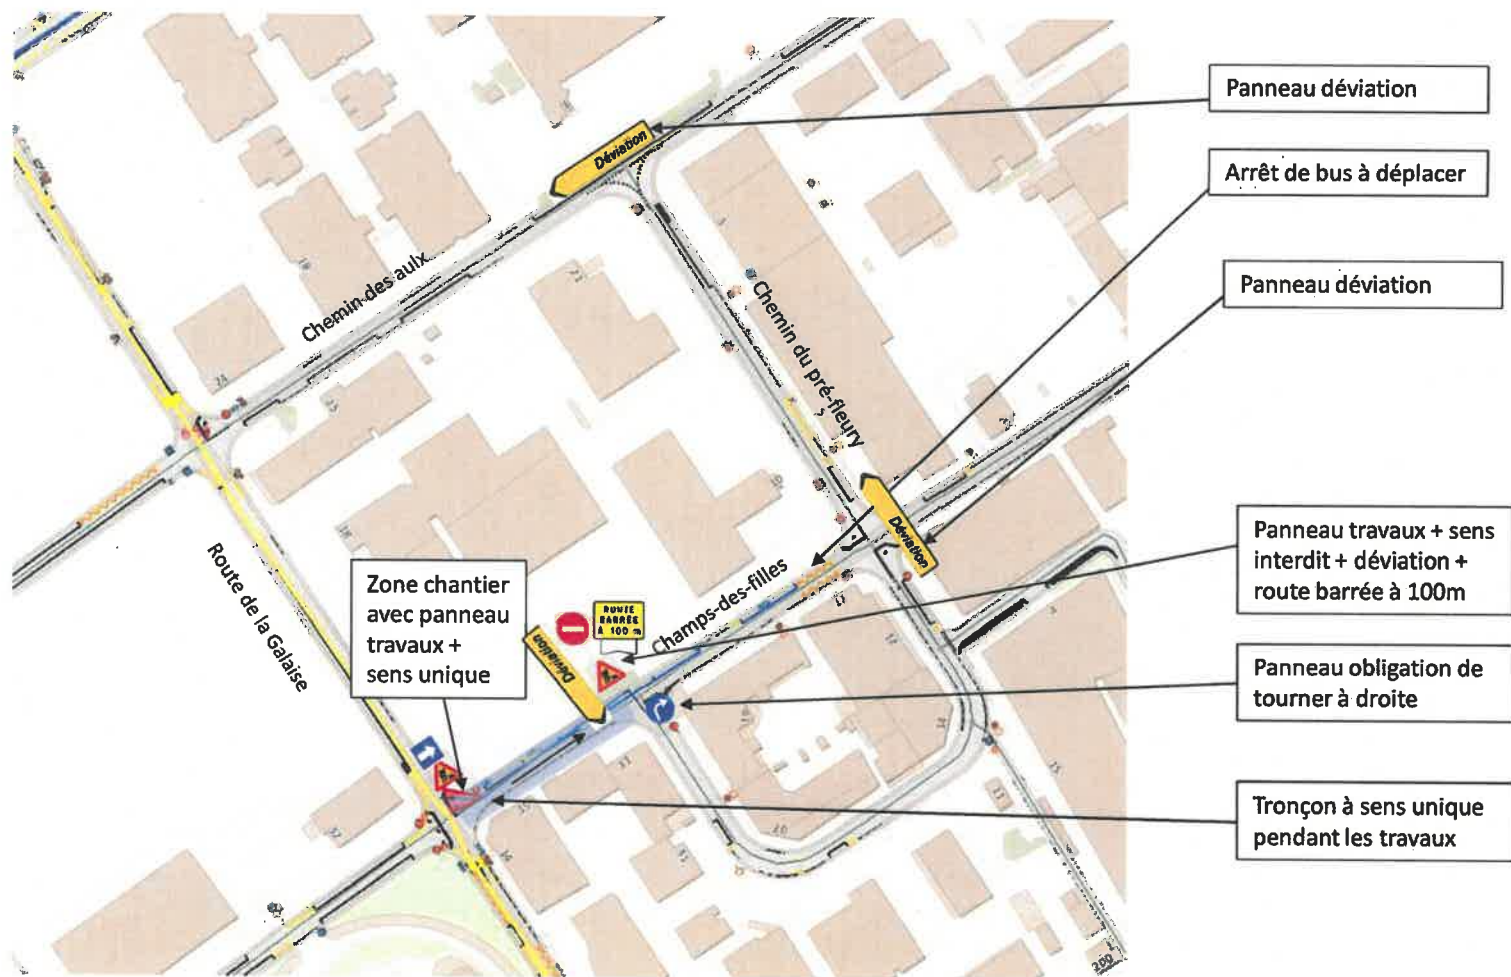 Panneau déviation
Arrêt de bus à déplacer
Panneau déviation
Panneau travaux + sens
interdit + déviation +
route barrée à 100m
Panneau obligation de
tourner à droite
Tronçon à sens unique
pendant les travaux
Zone chantier
avec panneau
travaux +
sens unique
Déviation
Chemin des aulx
Chemin du pré-fleury
Déviation
Route de la Galaise
Champs-des-filles
ROUTE
BARRÉE
À 100 m
Déviation